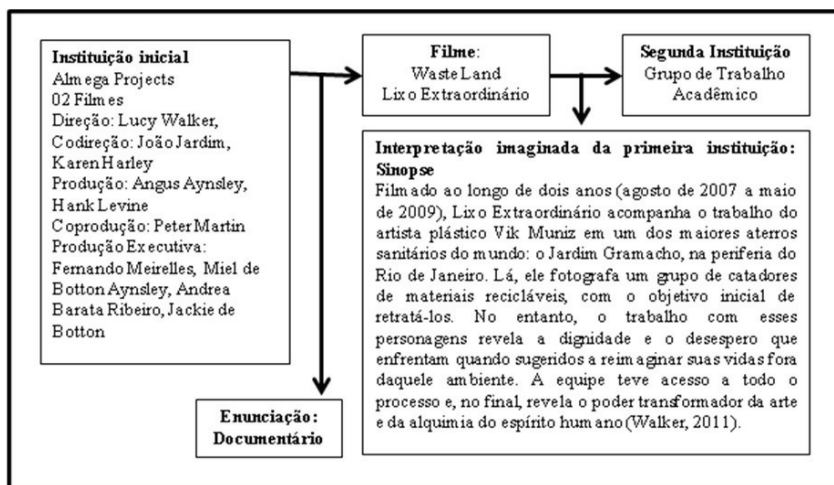 Instituição inicial
Almega Projects
02 Filmes
Direção: Lucy Walker,
Codireção: João Jardim,
Karen Harley
Produção: Angus Aynsley,
Hank Levine
Coprodução: Peter Martin
Produção Executiva:
Fernando Meirelles, Miel de
Botton Aynsley, Andrea
Barata Ribeiro, Jackie de
Botton
Filme:
Waste Land
Lixo Extraordinário
Segunda Instituição
Grupo de Trabalho
Acadêmico
Interpretação imaginada da primeira instituição:
Sinopse
Filmado ao longo de dois anos (agosto de 2007 a maio
de 2009), Lixo Extraordinário acompanha o trabalho do
artista plástico Vik Muniz em um dos maiores aterros
sanitários do mundo: o Jardim Gramacho, na periferia do
Rio de Janeiro. Lá, ele fotografa um grupo de catadores
de materiais recicláveis, com o objetivo inicial de
retratá-los. No entanto, o trabalho com esses
personagens revela a dignidade e o desespero que
enfrentam quando sugeridos a reimaginar suas vidas fora
daquele ambiente. A equipe teve acesso a todo o
processo e, no final, revela o poder transformador da arte
e da alquimia do espírito humano (Walker, 2011).
Enunciação:
Documentário